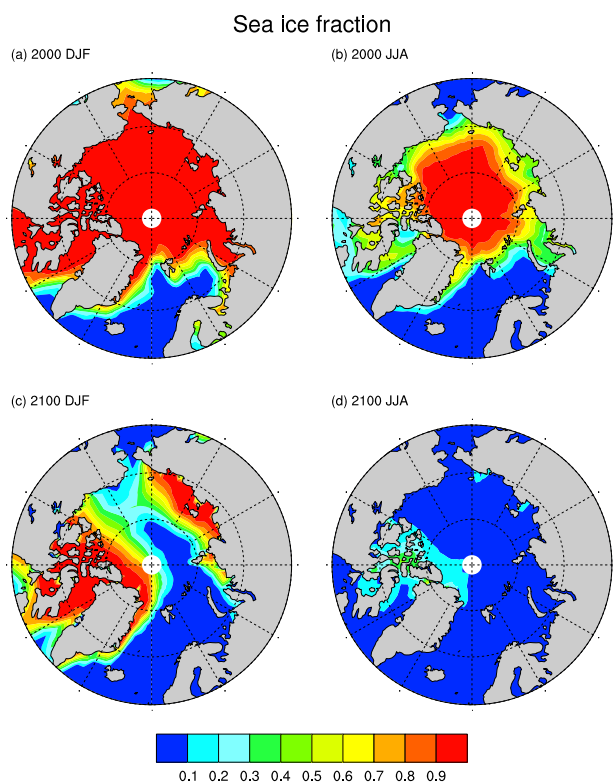 Sea ice fraction
(a) 2000 DJF
(b) 2000 JJA
(c) 2100 DJF
(d) 2100 JJA
0.1 0.2 0.3 0.4 0.5 0.6 0.7 0.8 0.9